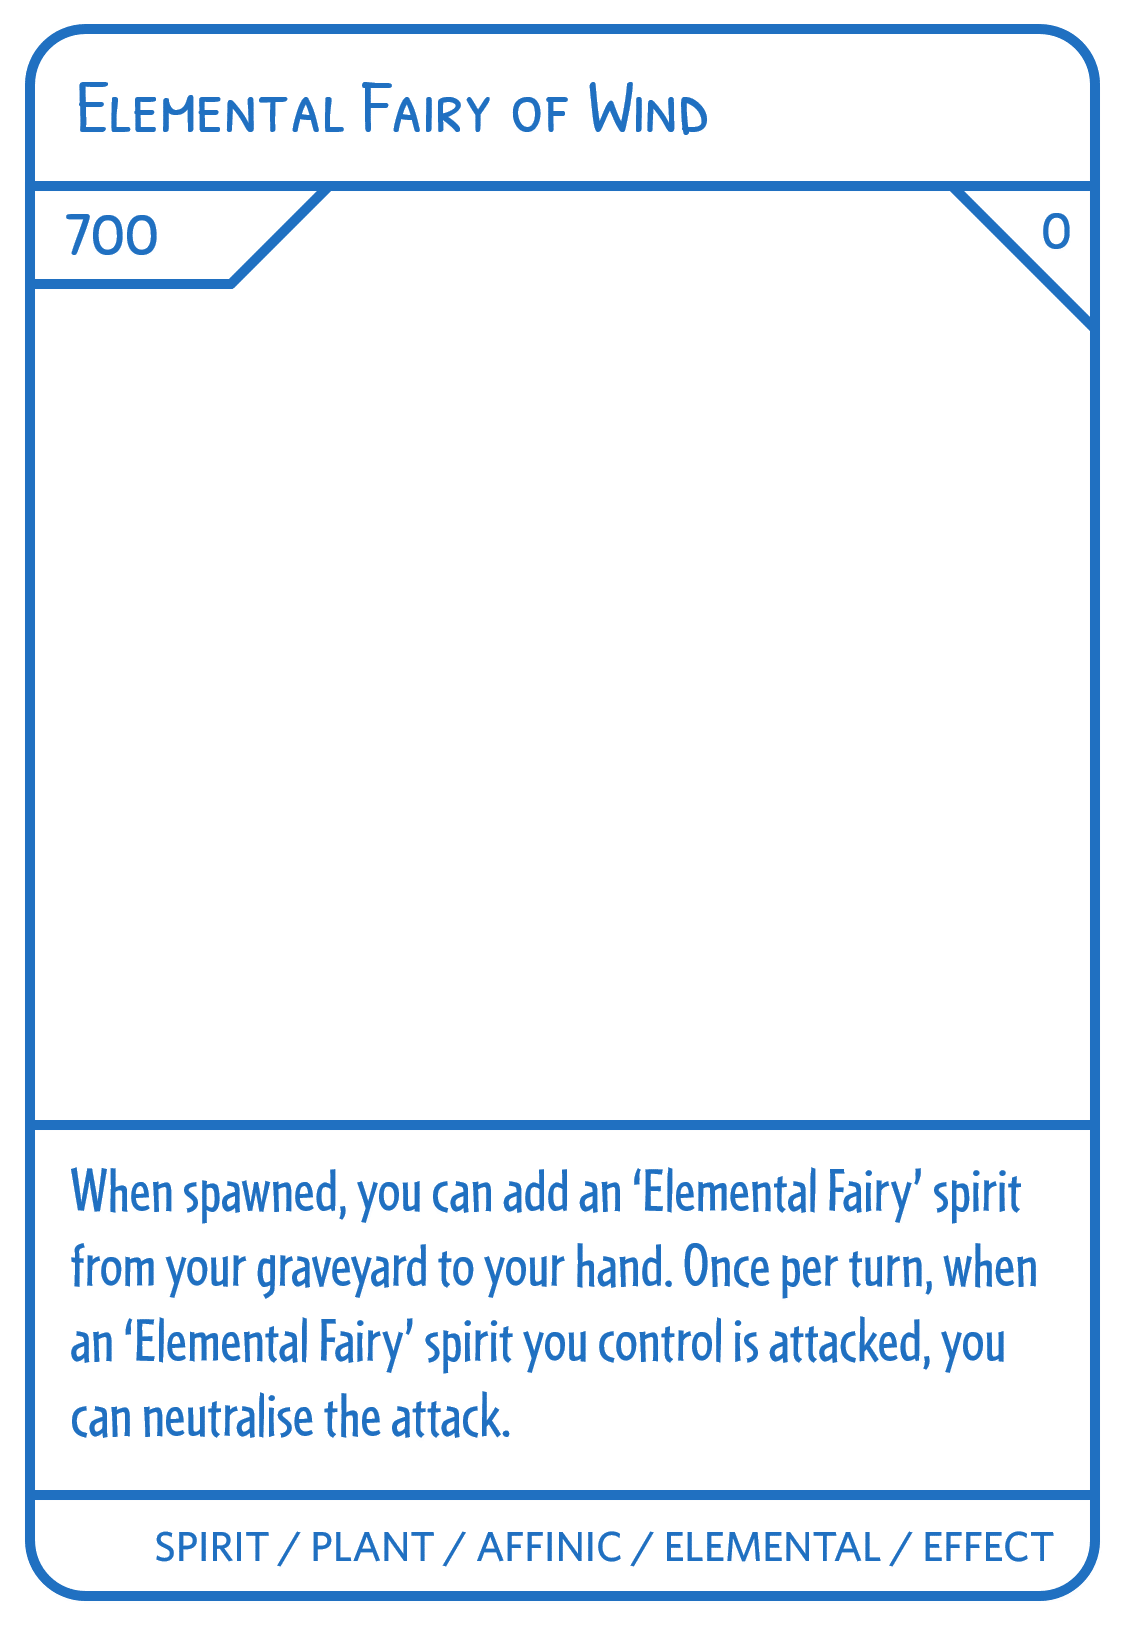 Elemental Fairy of Wind
700
0
When spawned, you can add an ‘Elemental Fairy’ spirit
from your graveyard to your hand. Once per turn, when
an ‘Elemental Fairy’ spirit you control is attacked, you
can neutralise the attack.
SPIRIT / PLANT / AFFINIC / ELEMENTAL / EFFECT